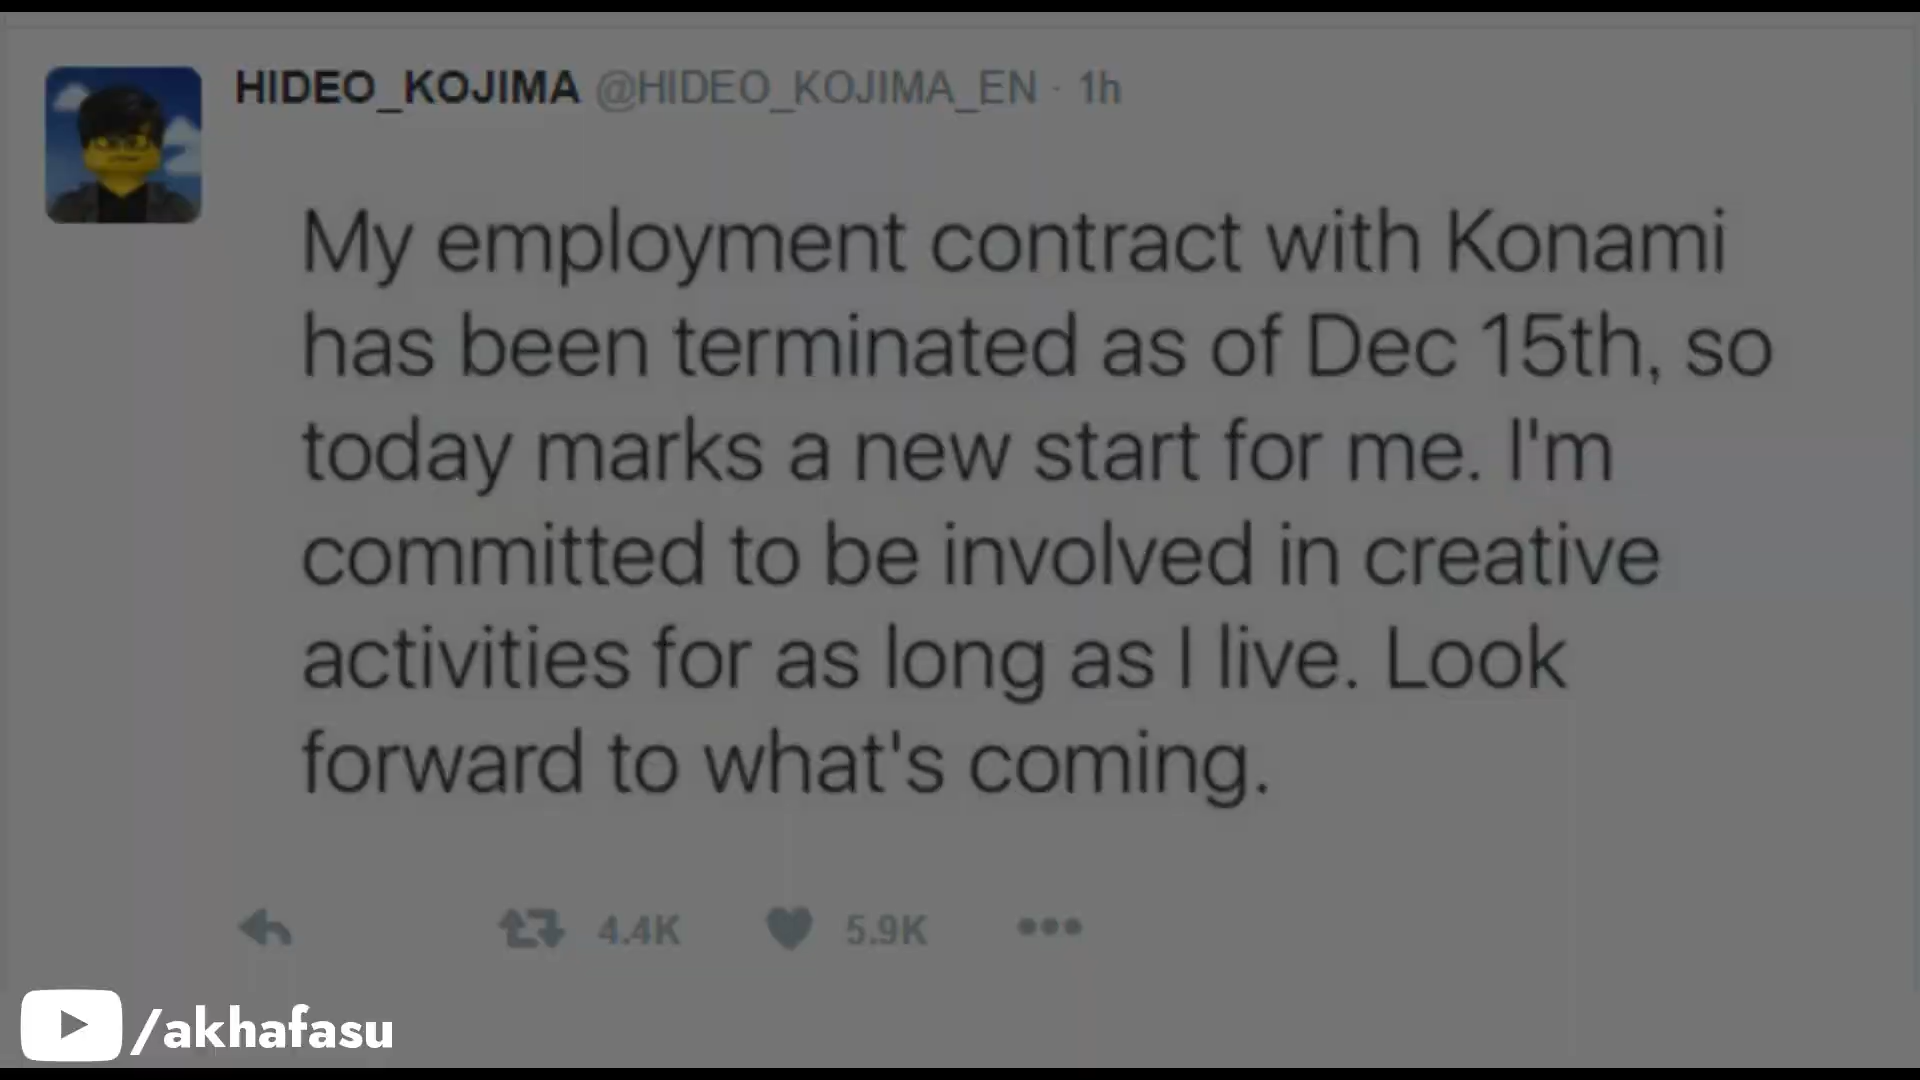 HIDEO_KOJIMA @HIDEO_KOJIMA_EN · 1h
My employment contract with Konami
has been terminated as of Dec 15th, so
today marks a new start for me. I'm
committed to be involved in creative
activities for as long as I live. Look
forward to what's coming.
4.4K 5.9K
/akhafasu